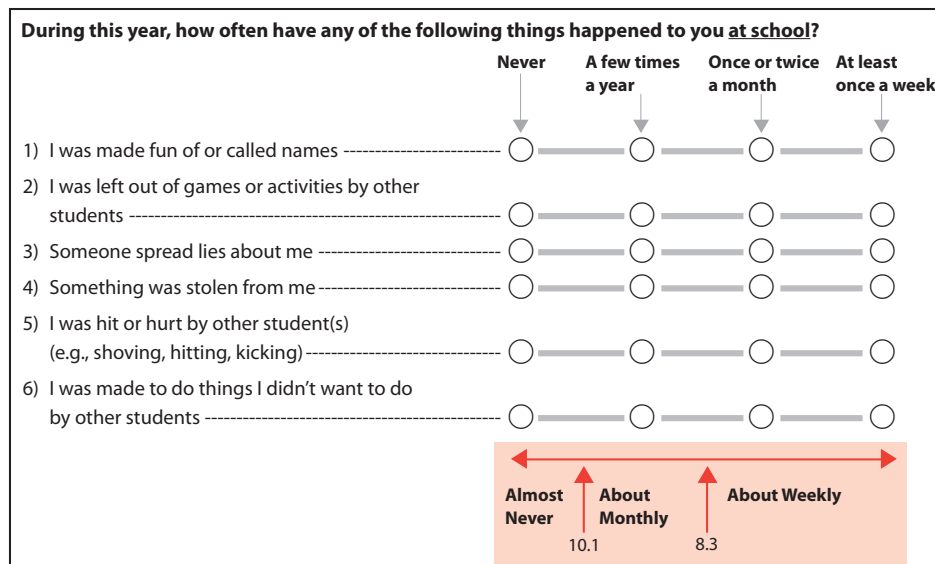 During this year, how often have any of the following things happened to you at school?
Never A few times Once or twice At least
a year a month once a week
1) I was made fun of or called names
2) I was left out of games or activities by other
students
3) Someone spread lies about me
4) Something was stolen from me
5) I was hit or hurt by other student(s)
(e.g., shoving, hitting, kicking)
6) I was made to do things I didn’t want to do
by other students
Almost About About Weekly
Never Monthly
10.1 8.3